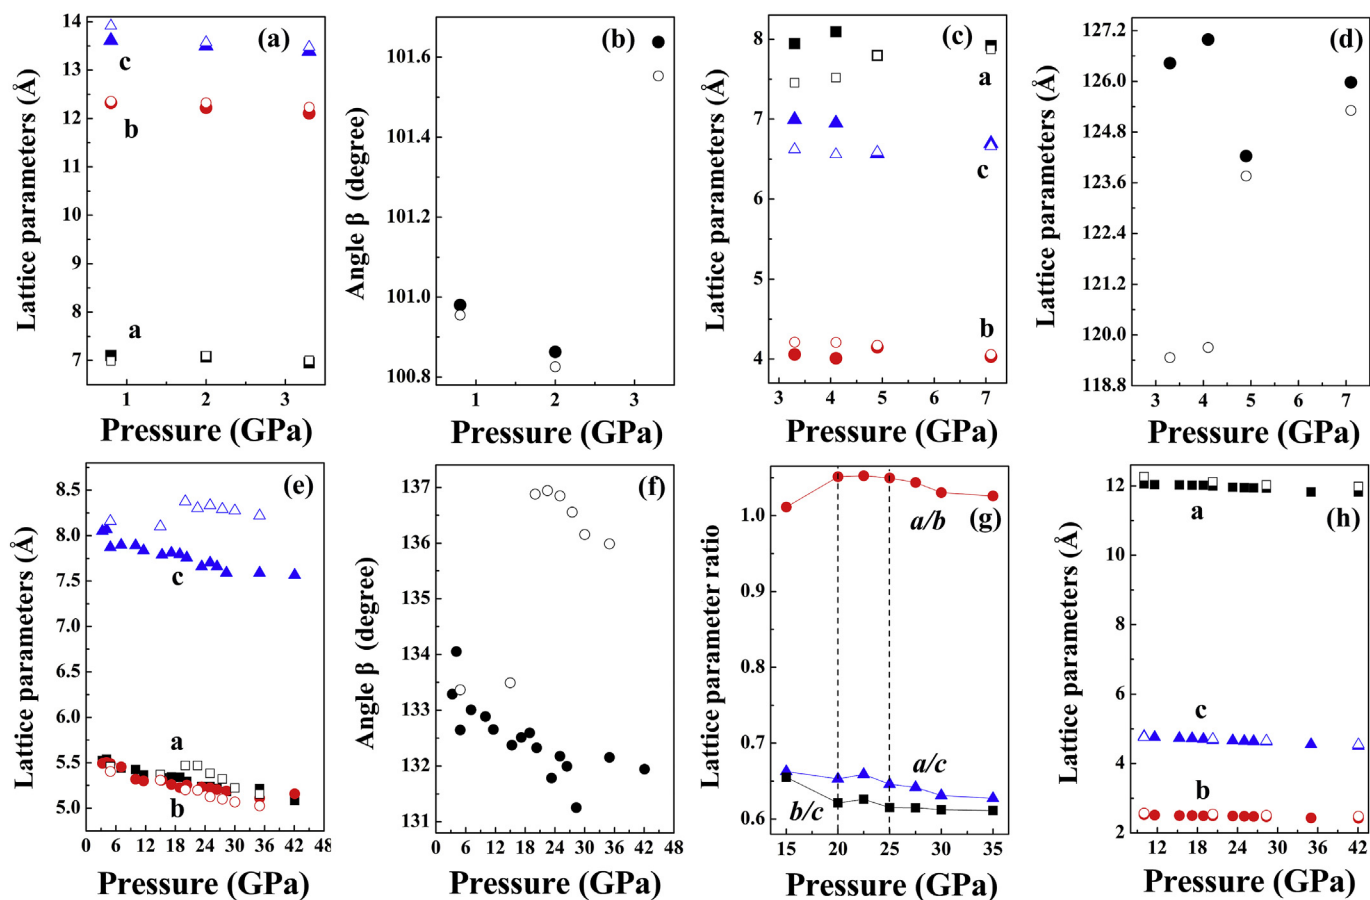 Lattice parameters (Å)
14
13
12
11
10
9
8
7
(a)
c
b
a
1
2
3
Pressure (GPa)
Angle β (degree)
101.6
101.4
101.2
101.0
100.8
(b)
1
2
3
Pressure (GPa)
Lattice parameters (Å)
8
7
6
5
4
(c)
a
c
b
3
4
5
6
7
Pressure (GPa)
Lattice parameters (Å)
127.2
126.0
124.8
123.6
122.4
121.2
120.0
118.8
(d)
3
4
5
6
7
Pressure (GPa)
Lattice parameters (Å)
8.5
8.0
7.5
7.0
6.5
6.0
5.5
5.0
(e)
c
a
b
0
6
12
18
24
30
36
42
48
Pressure (GPa)
Angle β (degree)
137
136
135
134
133
132
131
(f)
0
8
16
24
32
40
48
Pressure (GPa)
Lattice parameter ratio
1.0
0.9
0.8
0.7
0.6
(g)
a/b
a/c
b/c
15
20
25
30
35
Pressure (GPa)
Lattice parameters (Å)
12
10
8
6
4
2
(h)
a
c
b
12
18
24
30
36
42
Pressure (GPa)